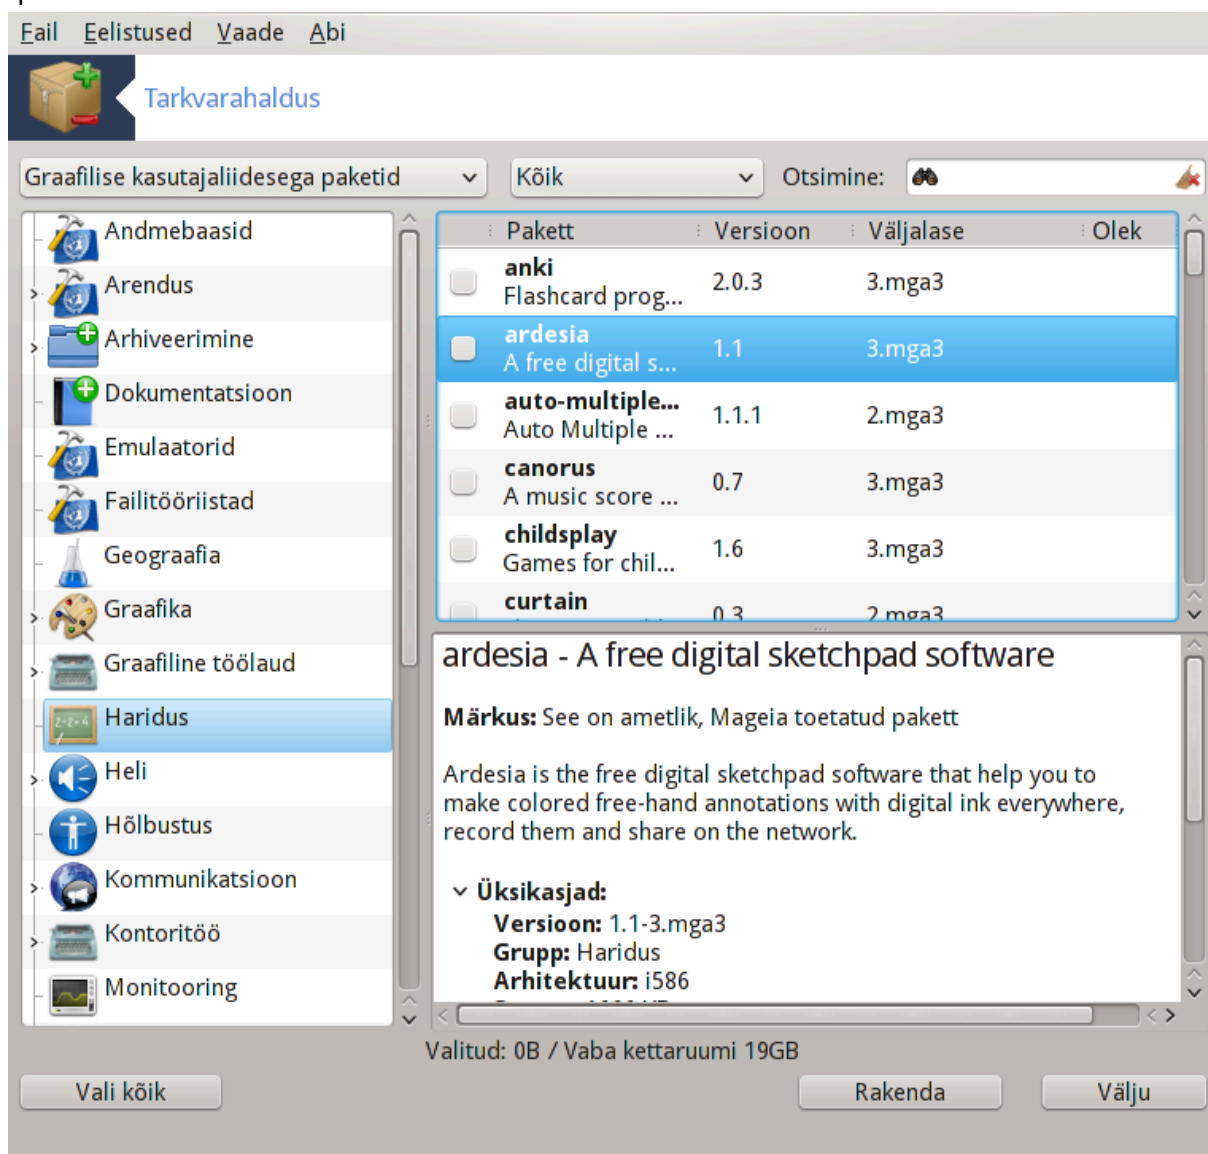 Fail Eelistused Vaade Abi
Tarkvarahaldus
Graafilise kasutajaliidesega paketid Kõik Otsimine:
Andmebaasid
Arendus
Arhiveerimine
Dokumentatsioon
Emulaatorid
Failitööriistad
Geograafia
Graafika
Graafiline töölaud
Haridus
Heli
Hõlbustus
Kommunikatsioon
Kontoritöö
Monitooring
Pakett Versioon Väljalase Olek
anki
Flashcard prog... 2.0.3 3.mga3
ardesia
A free digital s... 1.1 3.mga3
auto-multiple...
Auto Multiple ... 1.1.1 2.mga3
canorus
A music score ... 0.7 3.mga3
childsplay
Games for chil... 1.6 3.mga3
curtain
0.3 2.mga3
ardesia - A free digital sketchpad software
Märkus: See on ametlik, Mageia toetatud pakett
Ardesia is the free digital sketchpad software that help you to
make colored free-hand annotations with digital ink everywhere,
record them and share on the network.
Üksikasjad:
Versioon: 1.1-3.mga3
Grupp: Haridus
Arhitektuur: i586
Valitud: 0B / Vaba kettaruumi 19GB
Vali kõik Rakenda Välju